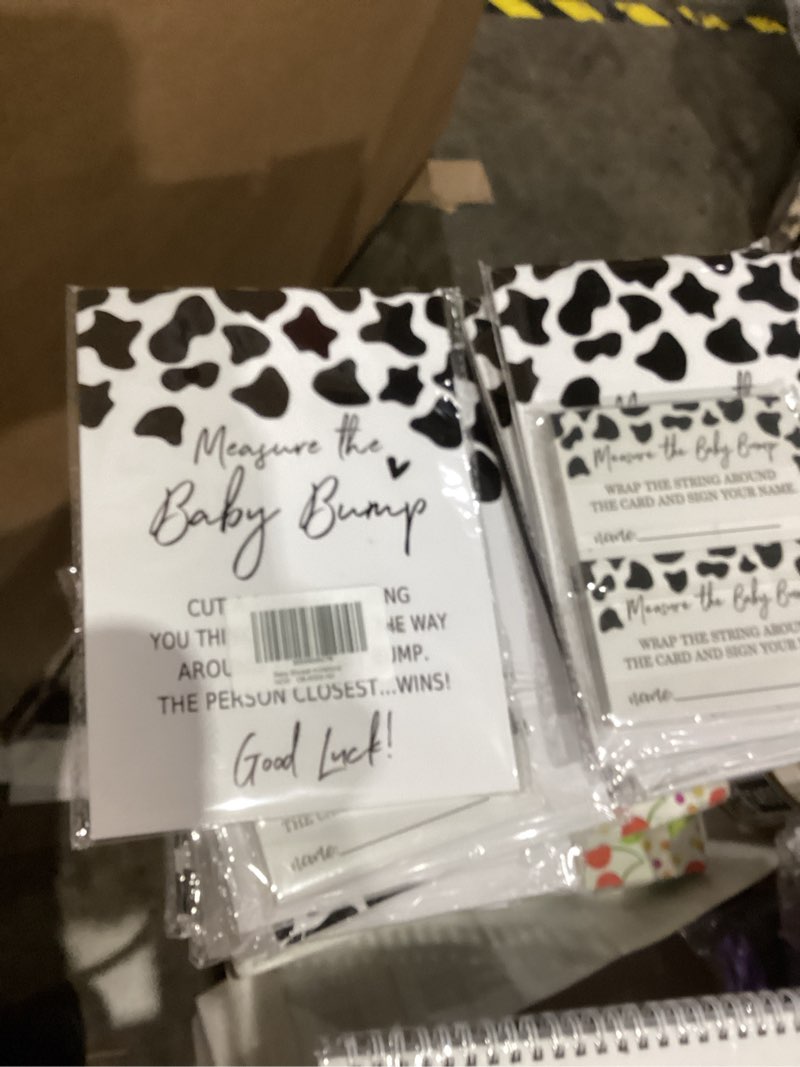 Measure the
Baby Bump
CUT NG
YOU THI HE WAY
AROU UMP.
THE PERSON CLOSEST...WINS!
Good Luck!
name:
Measure the Baby Bump
WRAP THE STRING AROUND
THE CARD AND SIGN YOUR NAME.
name:
Measure the Baby Bum
WRAP THE STRING AROUN
THE CARD AND SIGN YOUR
name: